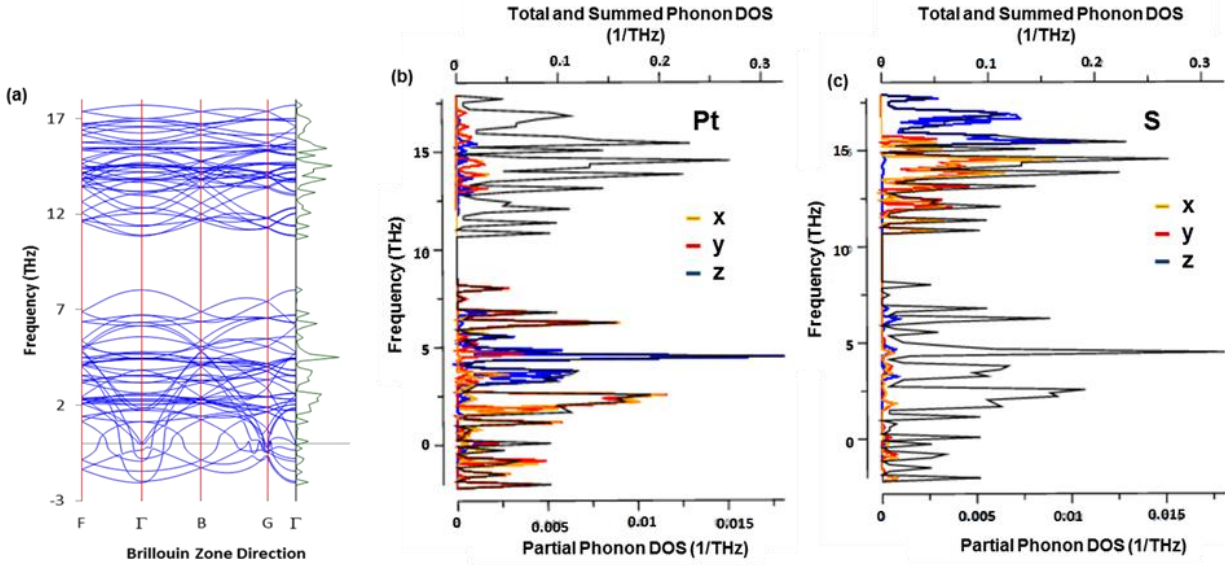 (a)
Frequency (THz)
17
12
7
2
-3
F Γ B G Γ
Brillouin Zone Direction
Total and Summed Phonon DOS
(1/THz)
(b)
0 0.1 0.2 0.3
Pt
Frequency (THz)
15
10
5
0
x
y
z
0 0.005 0.01 0.015
Partial Phonon DOS (1/THz)
Total and Summed Phonon DOS
(1/THz)
(c)
0 0.1 0.2 0.3
S
Frequency (THz)
15
10
5
0
x
y
z
0 0.005 0.01 0.015
Partial Phonon DOS (1/THz)